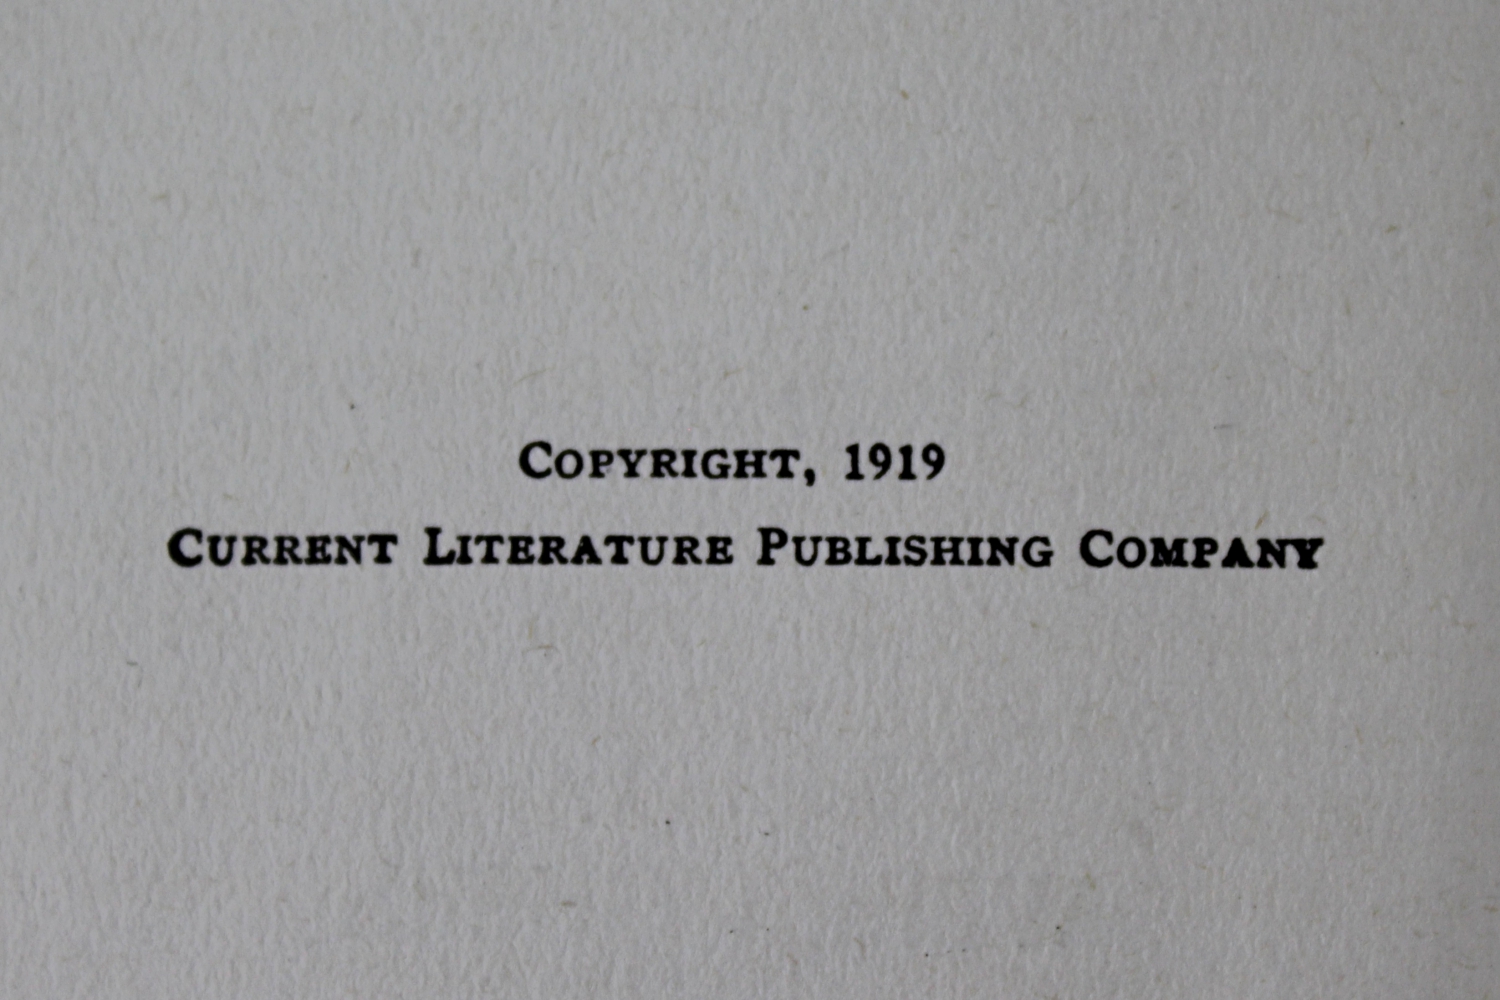 Copyright, 1919
Current Literature Publishing Company